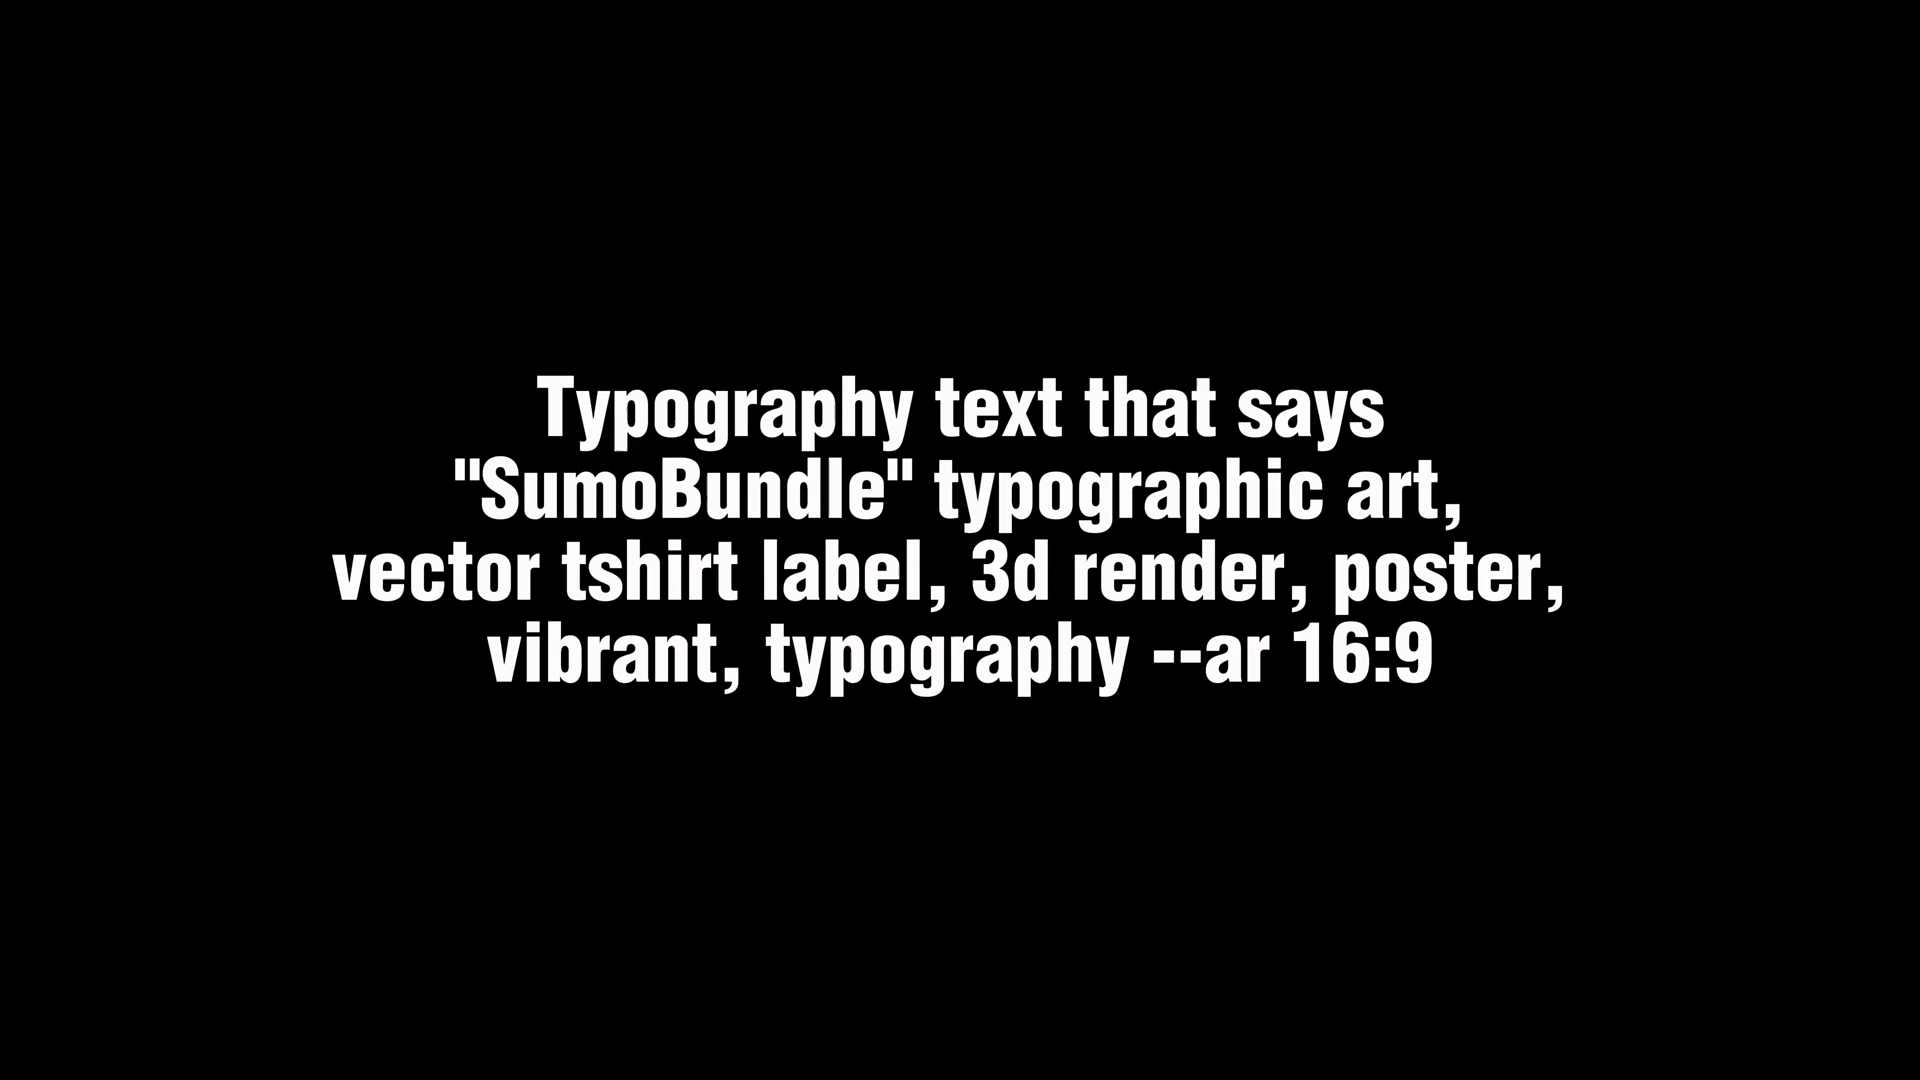 Typography text that says
"SumoBundle" typographic art,
vector tshirt label, 3d render, poster,
vibrant, typography --ar 16:9